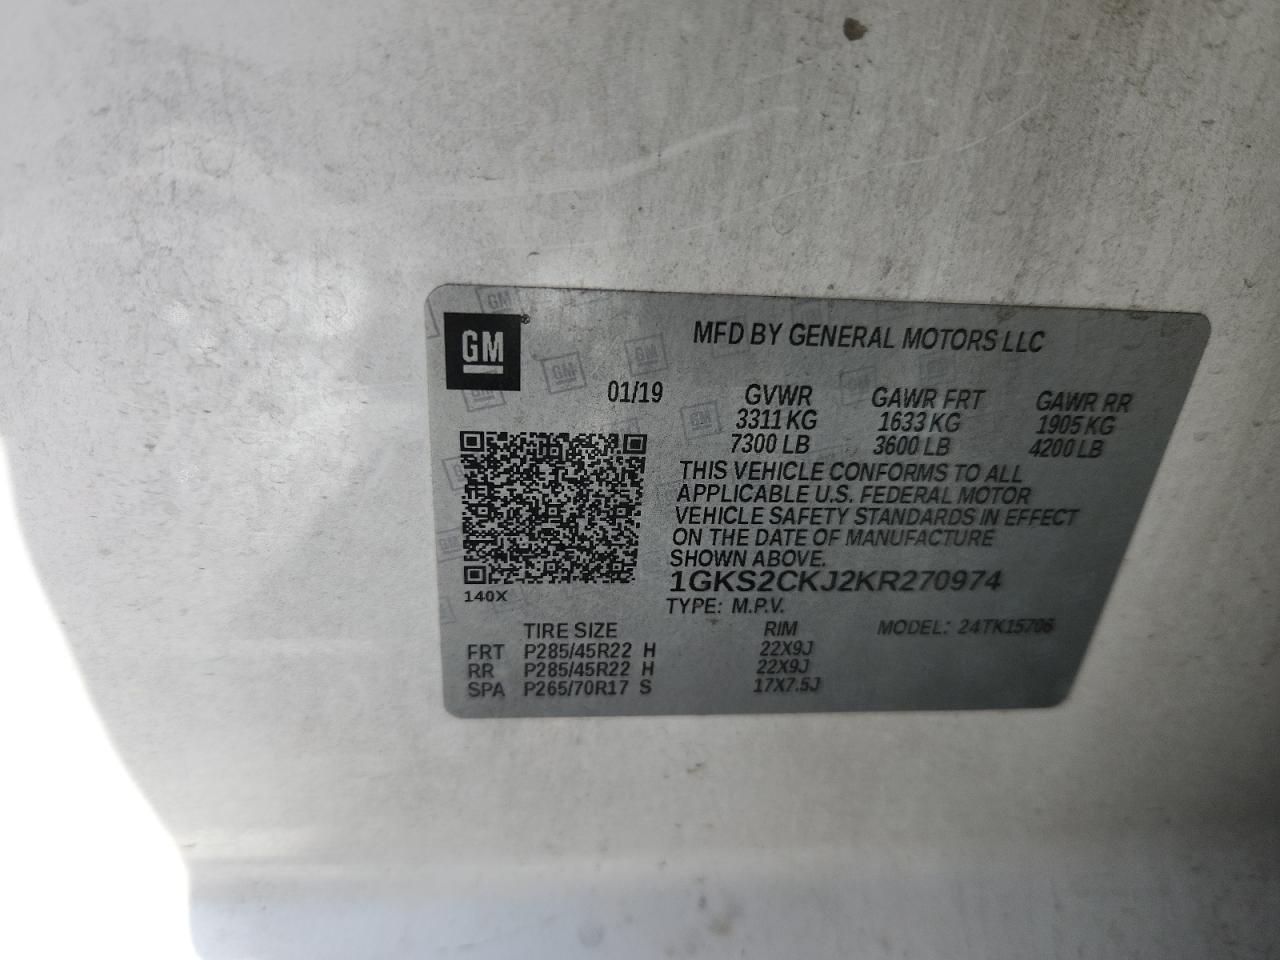 GM
MFD BY GENERAL MOTORS LLC
01/19 GVWR GAWR FRT GAWR RR
3311 KG 1633 KG 1905 KG
7300 LB 3600 LB 4200 LB
THIS VEHICLE CONFORMS TO ALL
APPLICABLE U.S. FEDERAL MOTOR
VEHICLE SAFETY STANDARDS IN EFFECT
ON THE DATE OF MANUFACTURE
SHOWN ABOVE.
1GKS2CKJ2KR270974
140X
TYPE: M.P.V.
TIRE SIZE RIM MODEL: 24TK15706
FRT P285/45R22 H 22X9J
RR P285/45R22 H 22X9J
SPA P265/70R17 S 17X7.5J